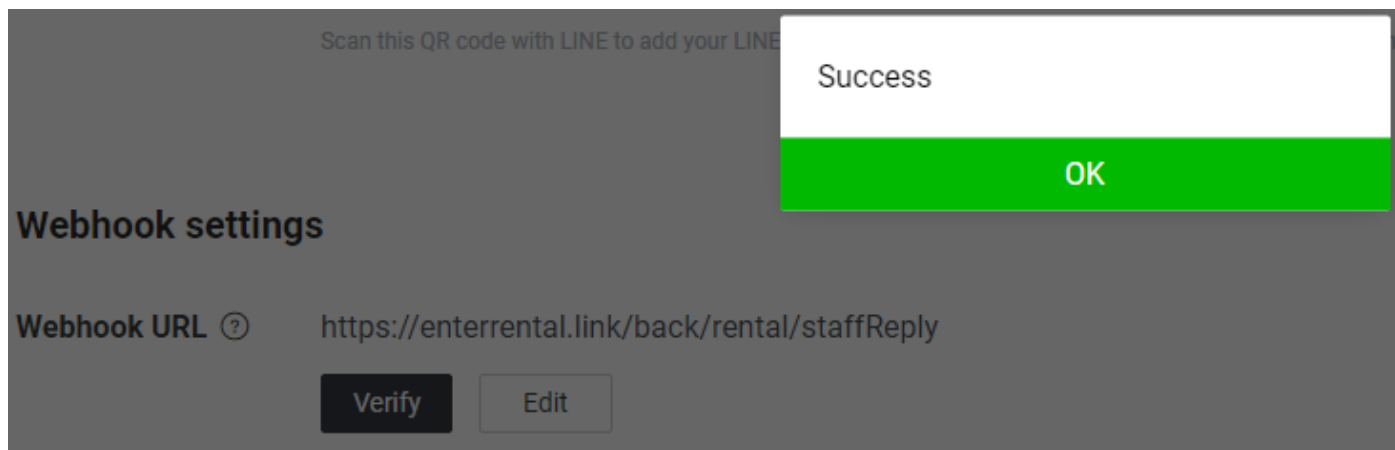 Scan this QR code with LINE to add your LINE
Success
OK
Webhook settings
Webhook URL ?
https://enterrental.link/back/rental/staffReply
Verify
Edit